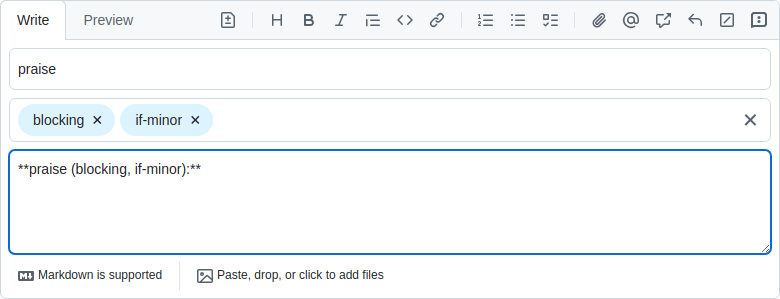 Write Preview
praise
blocking if-minor
**praise (blocking, if-minor):**
Markdown is supported Paste, drop, or click to add files